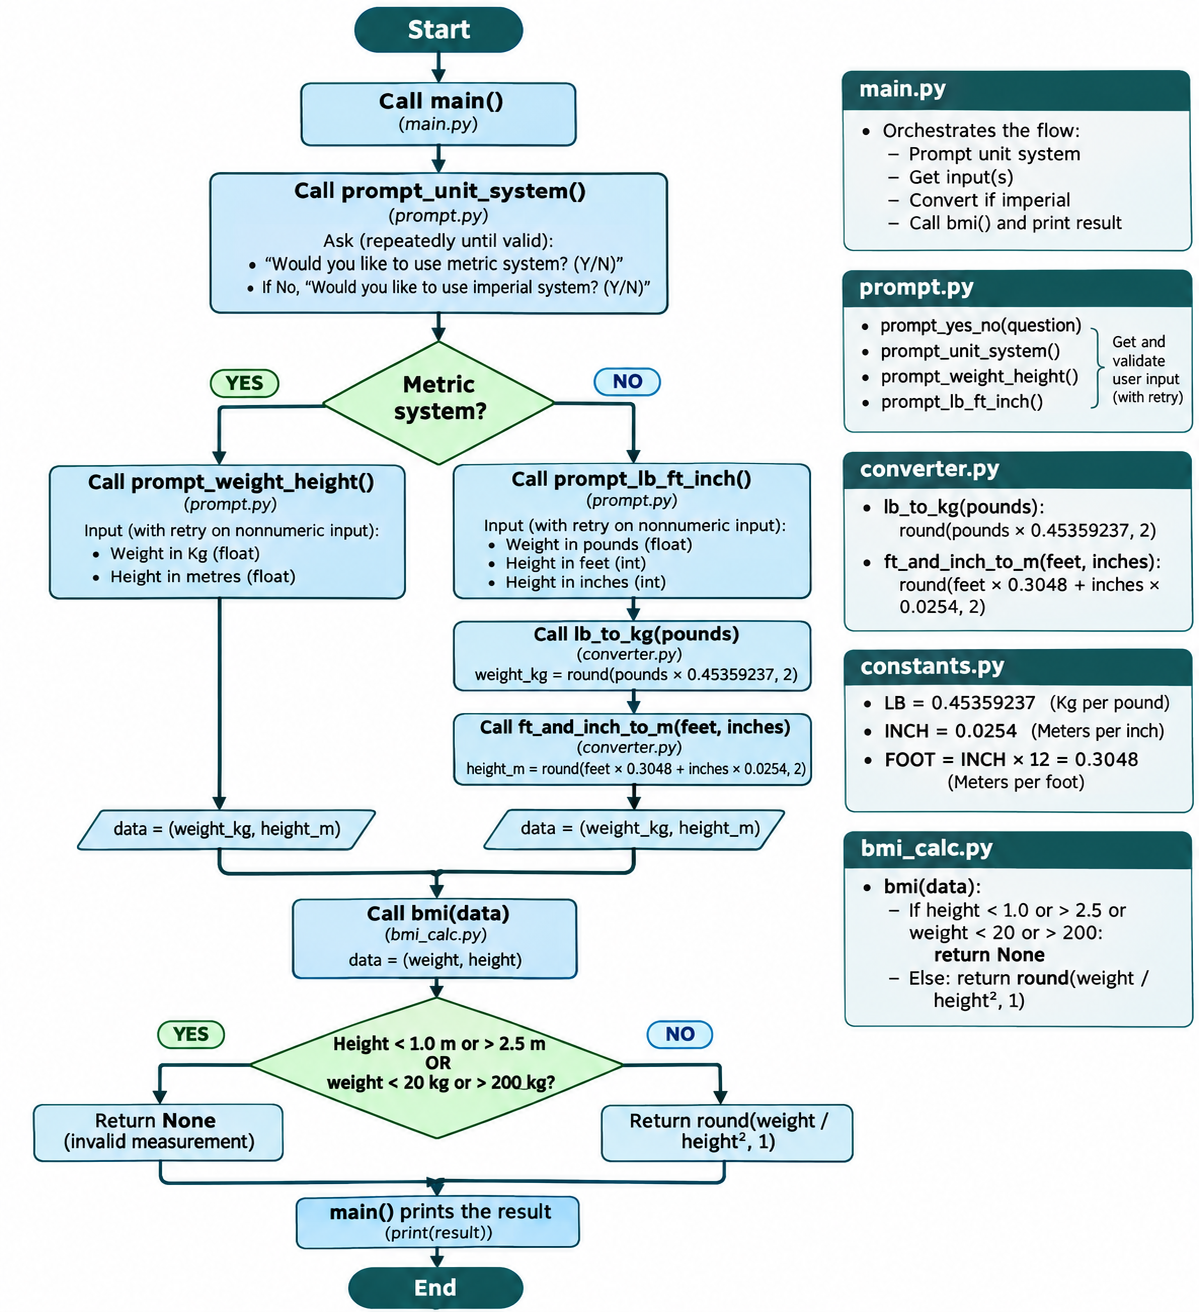 Start
Call main()
(main.py)
Call prompt_unit_system()
(prompt.py)
Ask (repeatedly until valid):
• “Would you like to use metric system? (Y/N)”
• If No, “Would you like to use imperial system? (Y/N)”
Metric
system?
YES
NO
Call prompt_weight_height()
(prompt.py)
Input (with retry on nonnumeric input):
• Weight in Kg (float)
• Height in metres (float)
Call prompt_lb_ft_inch()
(prompt.py)
Input (with retry on nonnumeric input):
• Weight in pounds (float)
• Height in feet (int)
• Height in inches (int)
Call lb_to_kg(pounds)
(converter.py)
weight_kg = round(pounds × 0.45359237, 2)
Call ft_and_inch_to_m(feet, inches)
(converter.py)
height_m = round(feet × 0.3048 + inches × 0.0254, 2)
data = (weight_kg, height_m)
data = (weight_kg, height_m)
Call bmi(data)
(bmi_calc.py)
data = (weight, height)
YES
NO
Height < 1.0 m or > 2.5 m
OR
weight < 20 kg or > 200 kg?
Return None
(invalid measurement)
Return round(weight /
height², 1)
main() prints the result
(print(result))
End
main.py
• Orchestrates the flow:
– Prompt unit system
– Get input(s)
– Convert if imperial
– Call bmi() and print result
prompt.py
• prompt_yes_no(question)
• prompt_unit_system()
• prompt_weight_height()
• prompt_lb_ft_inch()
Get and
validate
user input
(with retry)
converter.py
• lb_to_kg(pounds):
round(pounds × 0.45359237, 2)
• ft_and_inch_to_m(feet, inches):
round(feet × 0.3048 + inches ×
0.0254, 2)
constants.py
• LB = 0.45359237 (Kg per pound)
• INCH = 0.0254 (Meters per inch)
• FOOT = INCH × 12 = 0.3048
(Meters per foot)
bmi_calc.py
• bmi(data):
– If height < 1.0 or > 2.5 or
weight < 20 or > 200:
return None
– Else: return round(weight /
height², 1)